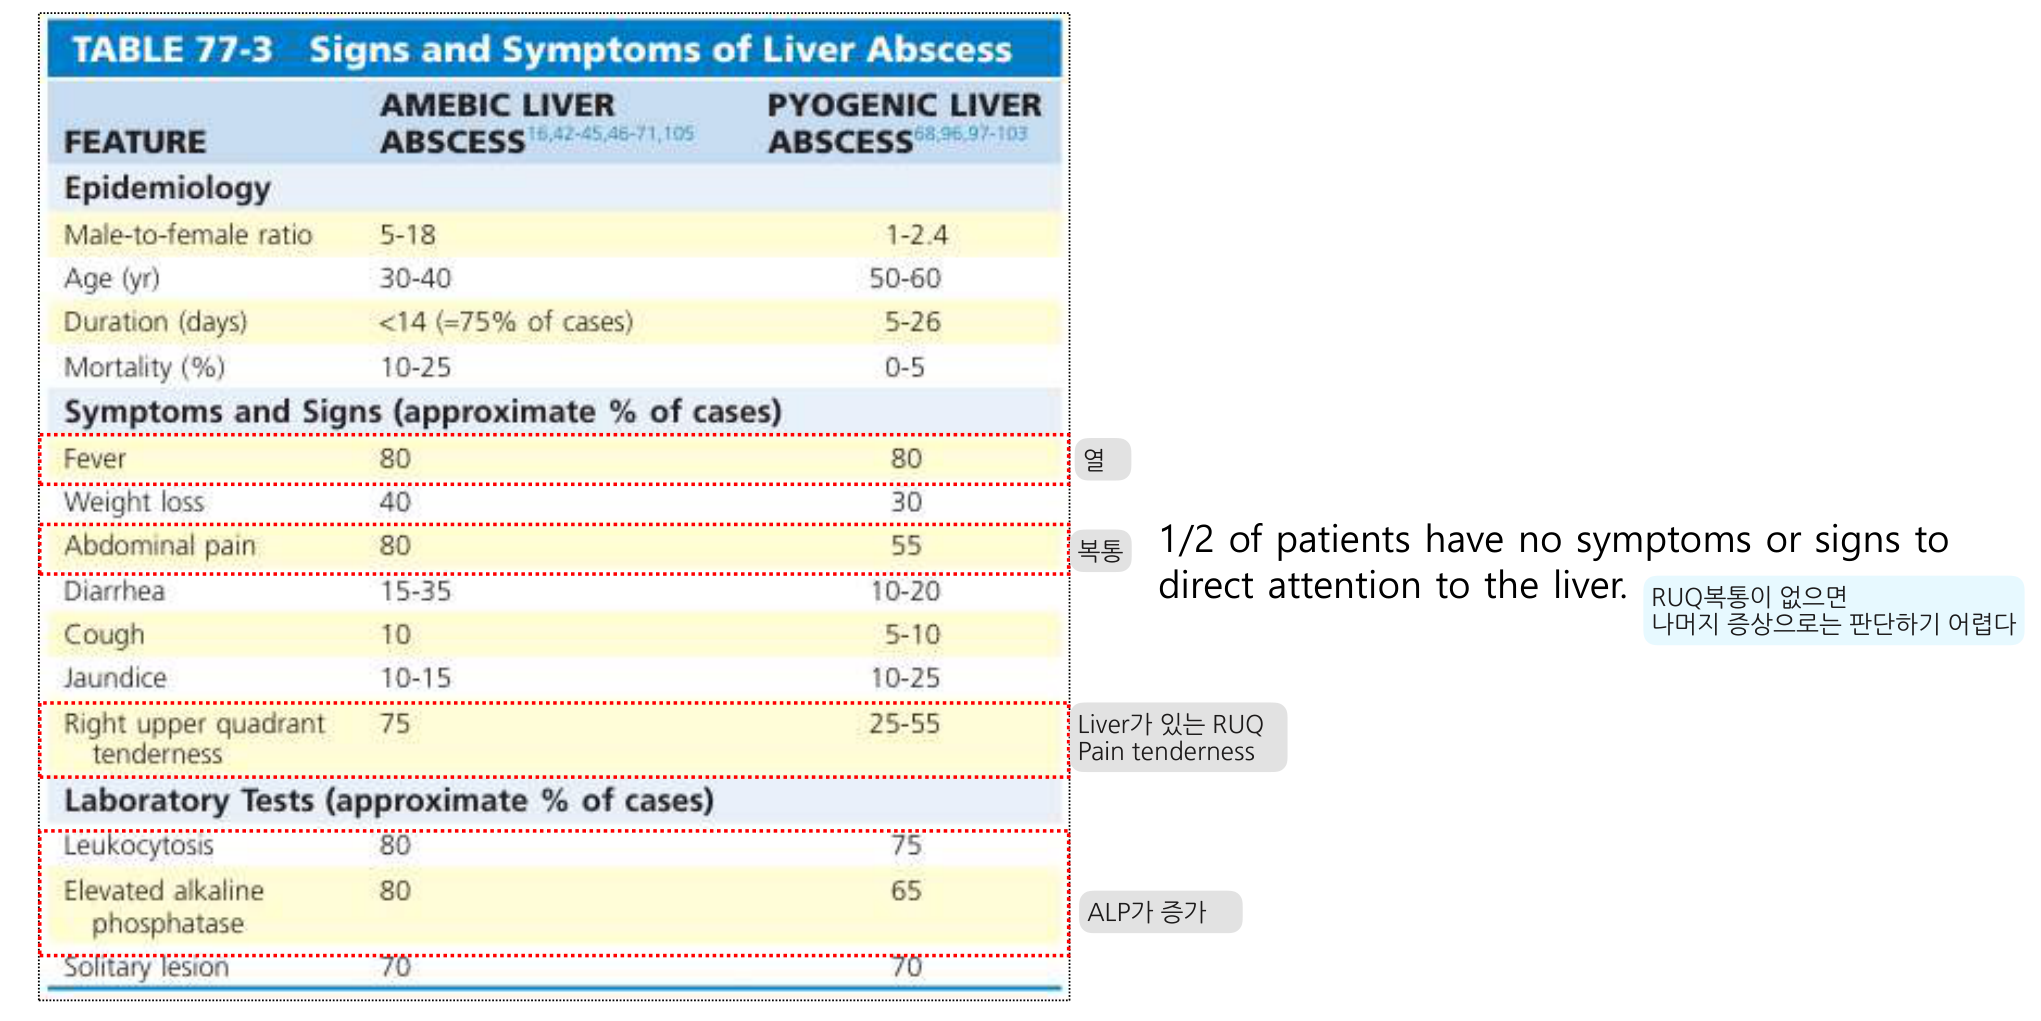 TABLE 77-3 Signs and Symptoms of Liver Abscess
FEATURE AMEBIC LIVER ABSCESS16,42-45,46-71,105 PYOGENIC LIVER ABSCESS68,96,97-103
Epidemiology
Male-to-female ratio 5-18 1-2.4
Age (yr) 30-40 50-60
Duration (days) <14 (=75% of cases) 5-26
Mortality (%) 10-25 0-5
Symptoms and Signs (approximate % of cases)
Fever 80 80
열
Weight loss 40 30
Abdominal pain 80 55
복통
1/2 of patients have no symptoms or signs to
direct attention to the liver.
RUQ복통이 없으면
나머지 증상으로는 판단하기 어렵다
Diarrhea 15-35 10-20
Cough 10 5-10
Jaundice 10-15 10-25
Right upper quadrant 75 25-55
tenderness
Liver가 있는 RUQ
Pain tenderness
Laboratory Tests (approximate % of cases)
Leukocytosis 80 75
Elevated alkaline 80 65
phosphatase
ALP가 증가
Solitary lesion 70 70